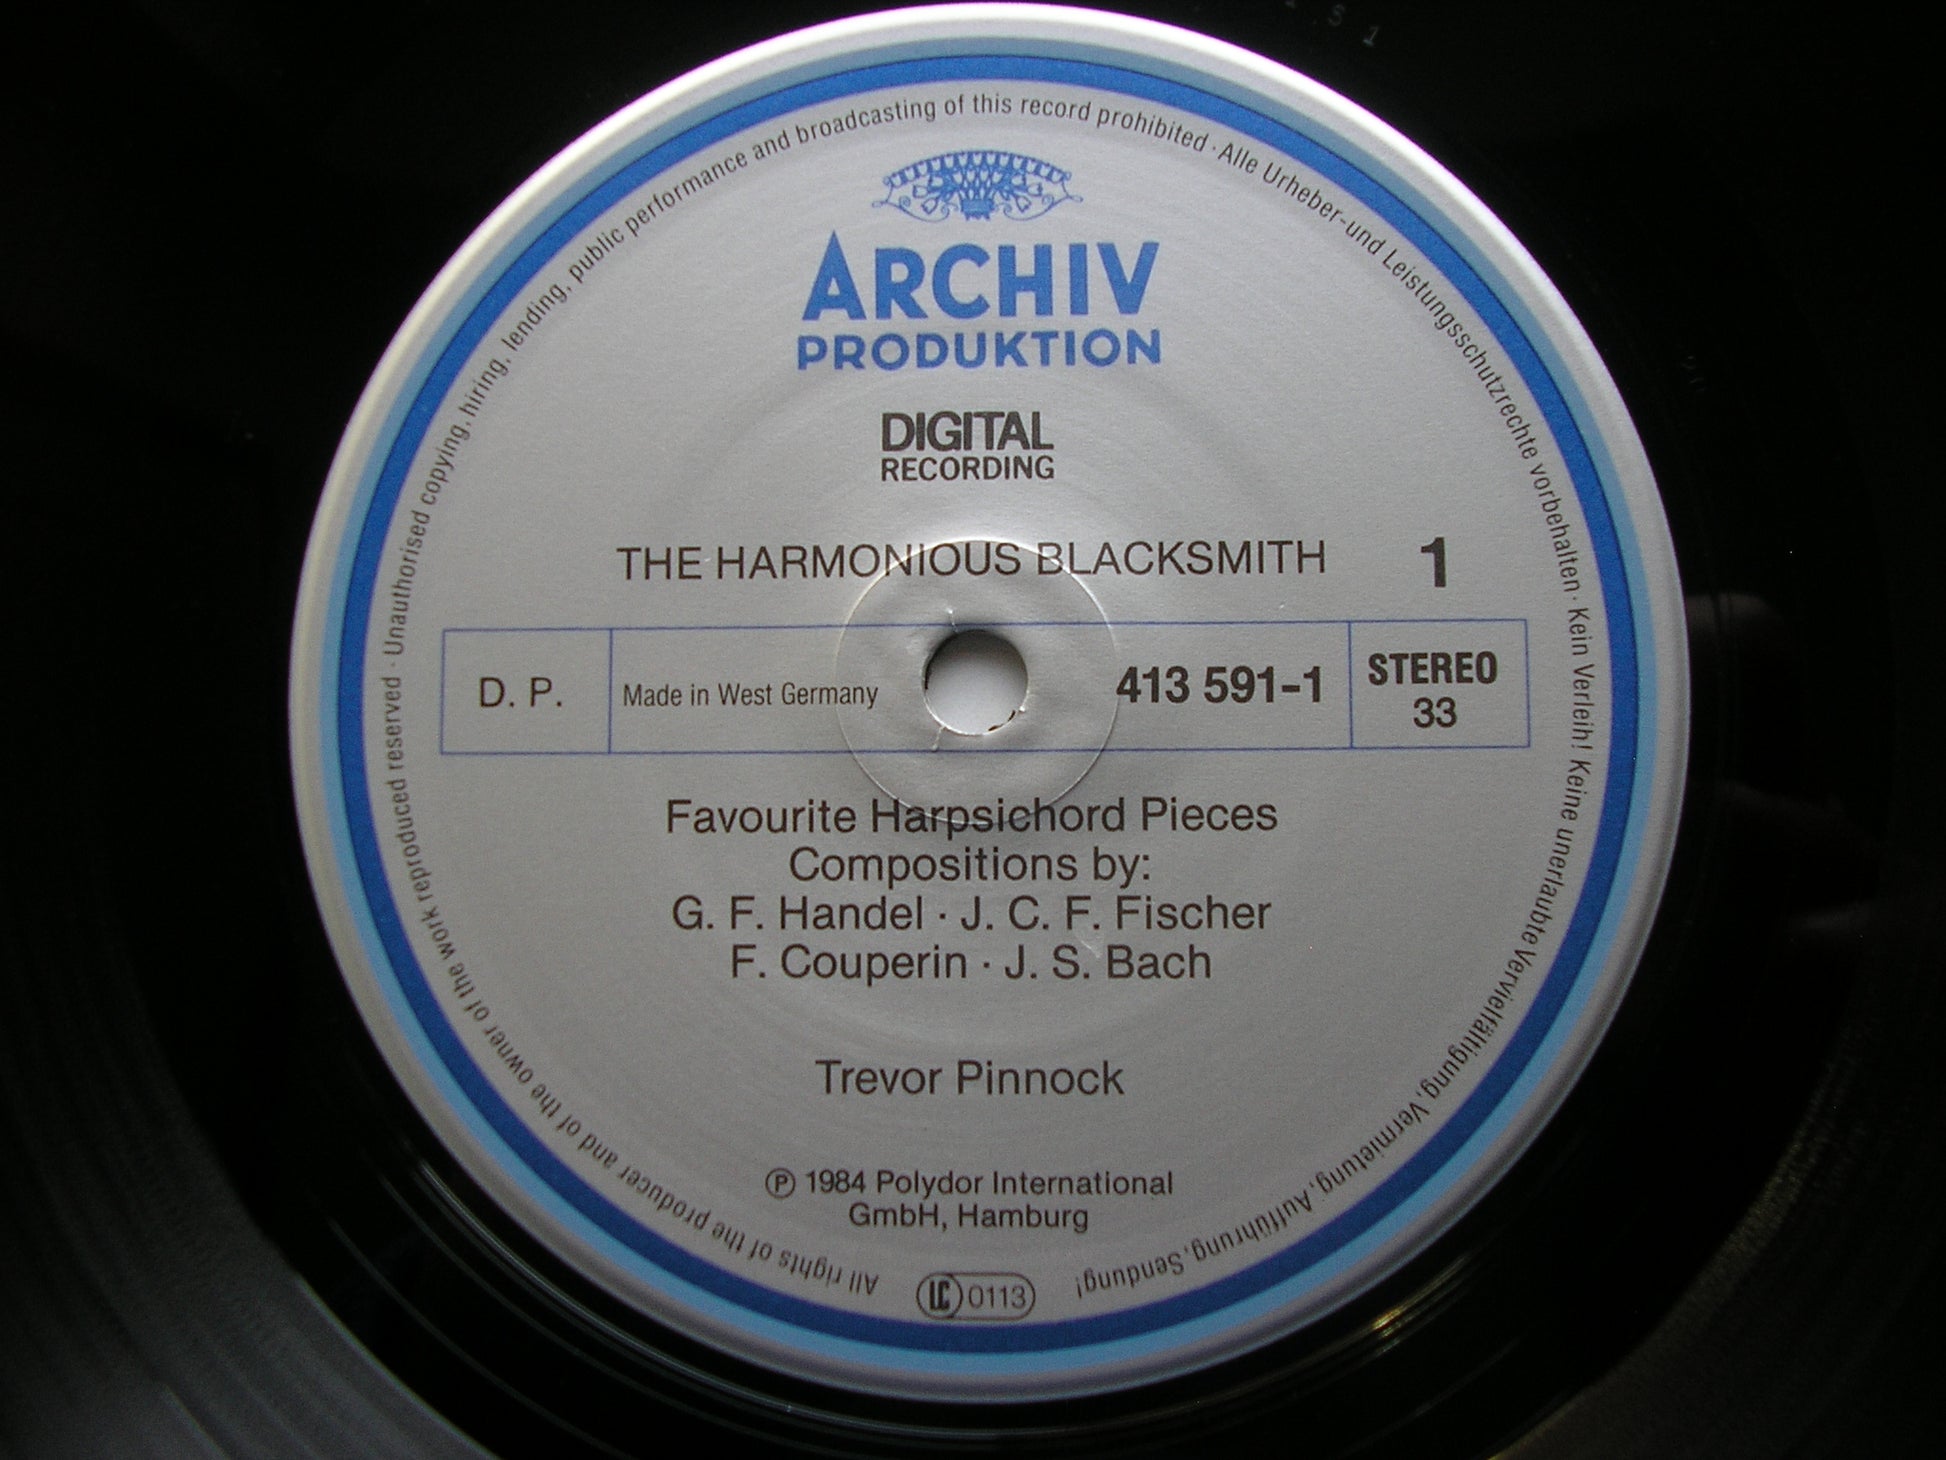 All rights of the producer and of the owner of the work reproduced reserved · Unauthorised copying, hiring, lending, public performance and broadcasting of this record prohibited · Alle Urheber- und Leistungsschutzrechte vorbehalten · Kein Verleih! Keine unerlaubte Vervielfältigung, Vermietung, Aufführung, Sendung!
ARCHIV
PRODUKTION
DIGITAL
RECORDING
THE HARMONIOUS BLACKSMITH 1
D. P. Made in West Germany 413 591-1 STEREO
33
Favourite Harpsichord Pieces
Compositions by:
G. F. Handel · J. C. F. Fischer
F. Couperin · J. S. Bach
Trevor Pinnock
℗ 1984 Polydor International
GmbH, Hamburg
LC 0113